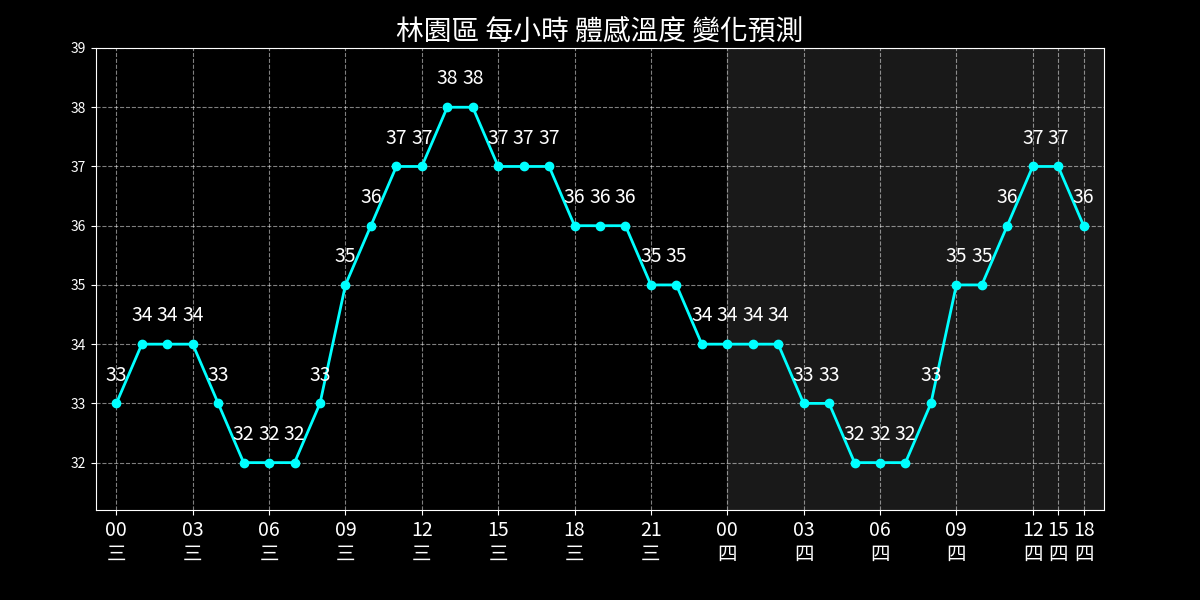 林園區 每小時 體感溫度 變化預測
39
38
37
36
35
34
33
32
38 38
37 37 37 37 37 37 37
36 36 36 36 36 36
35 35 35 35 35
34 34 34 34 34 34 34
33 33 33 33 33 33
32 32 32 32 32 32
00 03 06 09 12 15 18 21 00 03 06 09 12 15 18
三 三 三 三 三 三 三 三 四 四 四 四 四 四 四